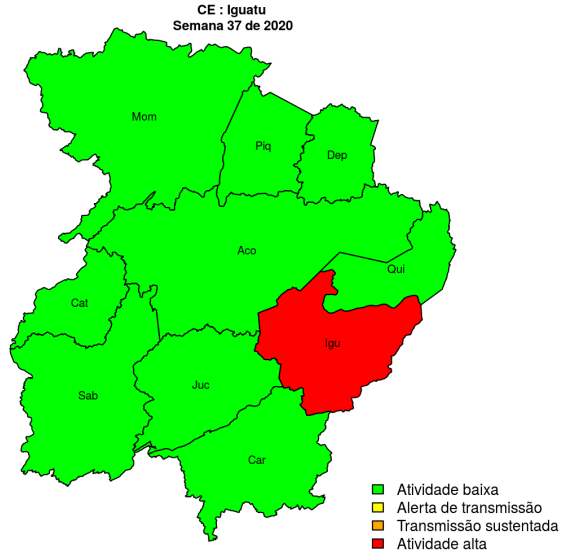 CE : Iguatu
Semana 37 de 2020
Mom
Piq
Dep
Aco
Qui
Cat
Igu
Sab
Juc
Car
Atividade baixa
Alerta de transmissão
Transmissão sustentada
Atividade alta